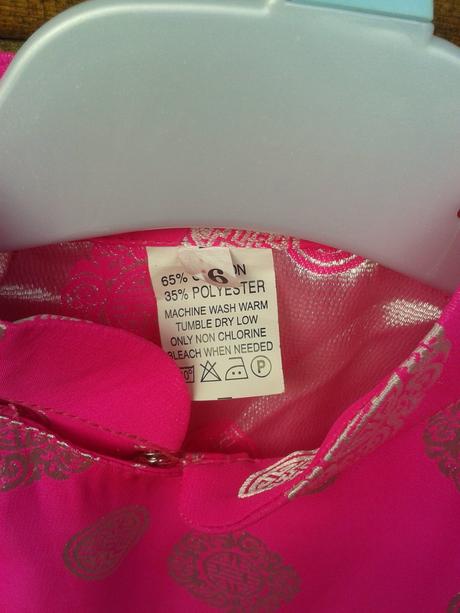 6
65%
35% POLYESTER
MACHINE WASH WARM
TUMBLE DRY LOW
ONLY NON CHLORINE
BLEACH WHEN NEEDED
P